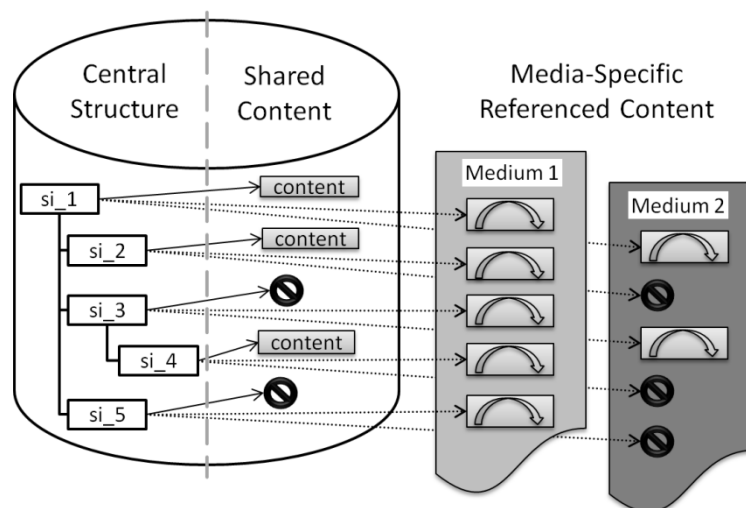 Central
Structure
Shared
Content
Media-Specific
Referenced Content
Medium 1
Medium 2
si_1
content
si_2
content
si_3
si_4
content
si_5